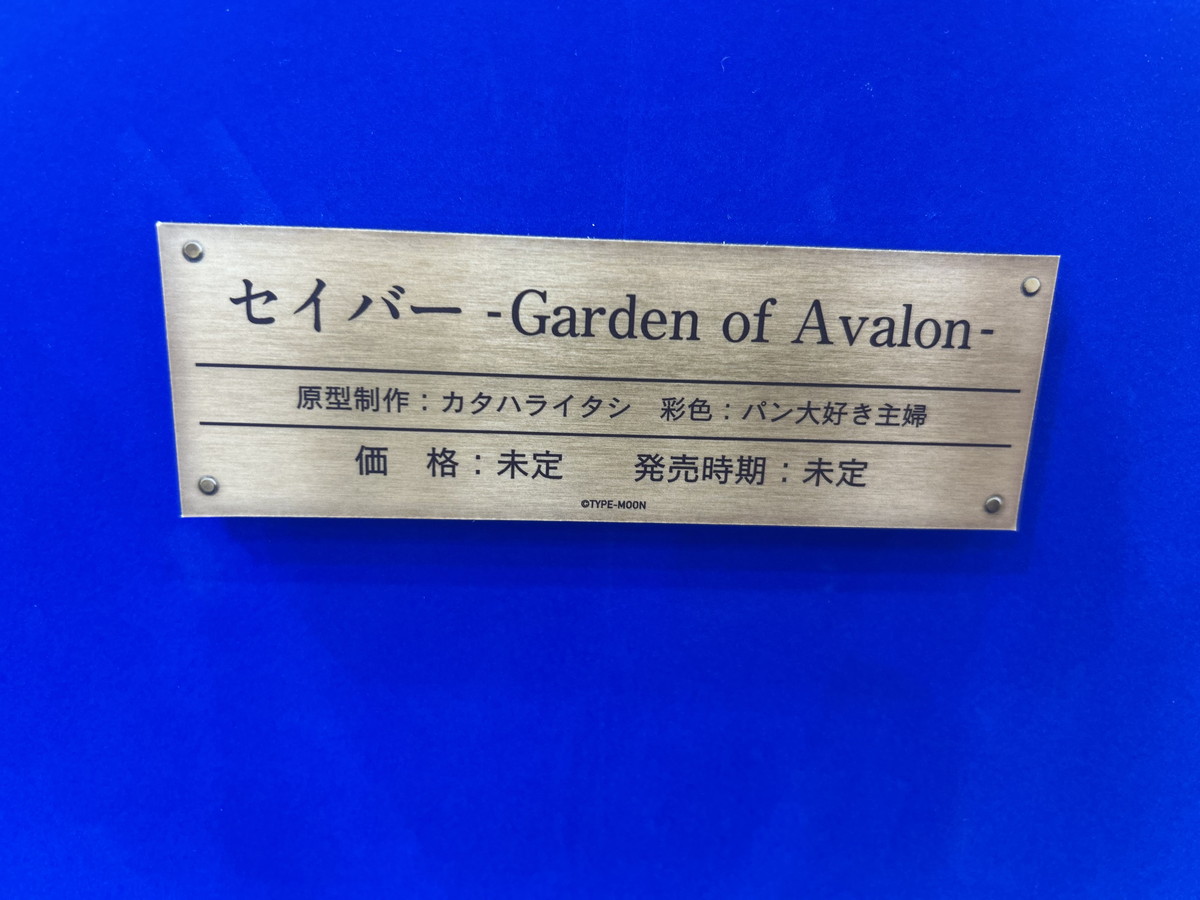 セイバー -Garden of Avalon-
原型制作：カタハライタシ　彩色：パン大好き主婦
価　格：未定　　発売時期：未定
©TYPE-MOON